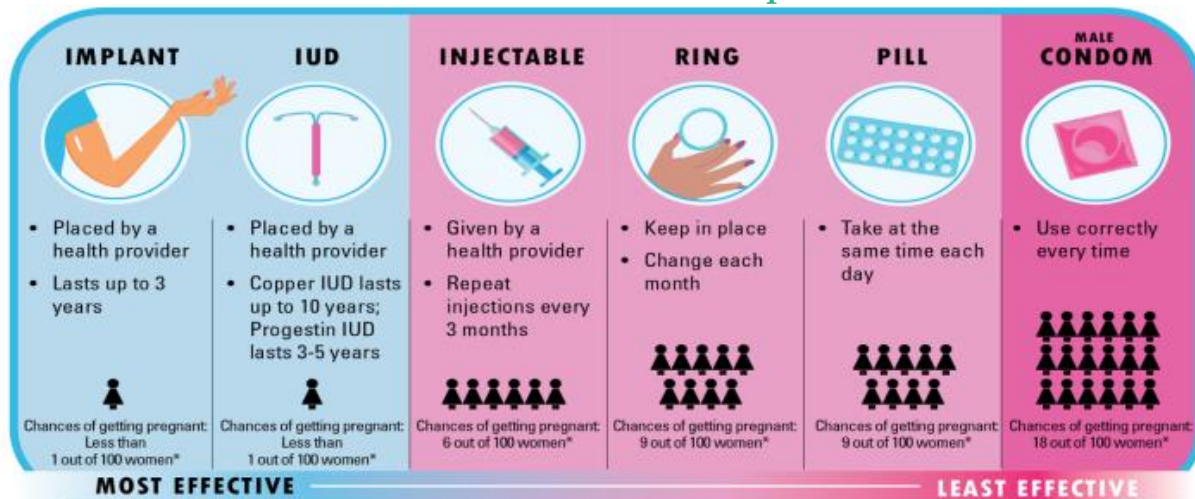 IMPLANT
• Placed by a
health provider
• Lasts up to 3
years
Chances of getting pregnant:
Less than
1 out of 100 women*
IUD
• Placed by a
health provider
• Copper IUD lasts
up to 10 years;
Progestin IUD
lasts 3-5 years
Chances of getting pregnant:
Less than
1 out of 100 women*
INJECTABLE
• Given by a
health provider
• Repeat
injections every
3 months
Chances of getting pregnant:
6 out of 100 women*
RING
• Keep in place
• Change each
month
Chances of getting pregnant:
9 out of 100 women*
PILL
• Take at the
same time each
day
Chances of getting pregnant:
9 out of 100 women*
MALE
CONDOM
• Use correctly
every time
Chances of getting pregnant:
18 out of 100 women*
MOST EFFECTIVE
LEAST EFFECTIVE